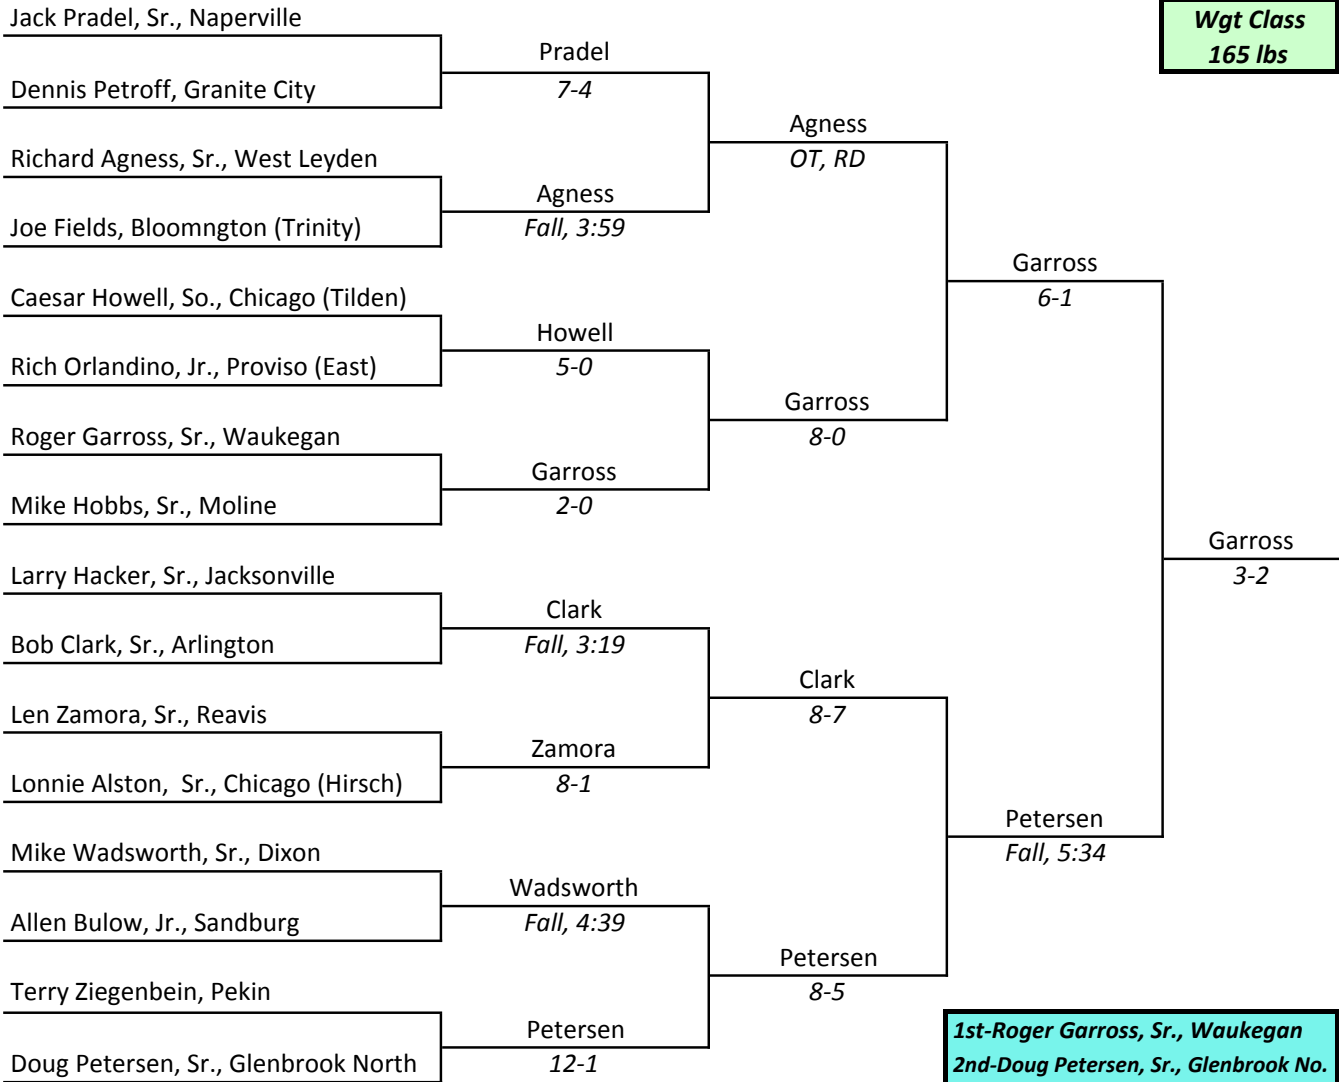 Jack Pradel, Sr., Naperville
Dennis Petroff, Granite City
Richard Agness, Sr., West Leyden
Joe Fields, Bloomngton (Trinity)
Caesar Howell, So., Chicago (Tilden)
Rich Orlandino, Jr., Proviso (East)
Roger Garross, Sr., Waukegan
Mike Hobbs, Sr., Moline
Larry Hacker, Sr., Jacksonville
Bob Clark, Sr., Arlington
Len Zamora, Sr., Reavis
Lonnie Alston,  Sr., Chicago (Hirsch)
Mike Wadsworth, Sr., Dixon
Allen Bulow, Jr., Sandburg
Terry Ziegenbein, Pekin
Doug Petersen, Sr., Glenbrook North
Pradel
7-4
Agness
Fall, 3:59
Howell
5-0
Garross
2-0
Clark
Fall, 3:19
Zamora
8-1
Wadsworth
Fall, 4:39
Petersen
12-1
Agness
OT, RD
Garross
8-0
Clark
8-7
Petersen
8-5
Garross
6-1
Petersen
Fall, 5:34
Garross
3-2
Wgt Class
165 lbs
1st-Roger Garross, Sr., Waukegan
2nd-Doug Petersen, Sr., Glenbrook No.